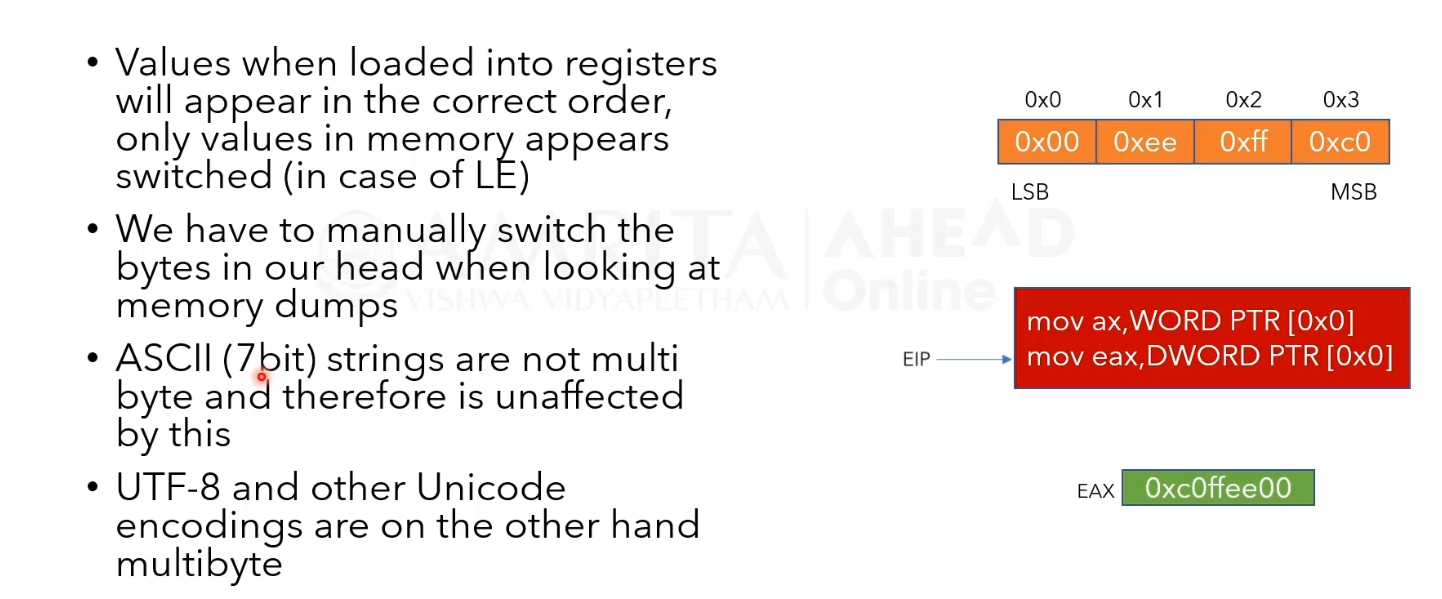 • Values when loaded into registers
will appear in the correct order,
only values in memory appears
switched (in case of LE)
• We have to manually switch the
bytes in our head when looking at
memory dumps
• ASCII (7bit) strings are not multi
byte and therefore is unaffected
by this
• UTF-8 and other Unicode
encodings are on the other hand
multibyte
0x0 0x1 0x2 0x3
0x00 0xee 0xff 0xc0
LSB MSB
mov ax,WORD PTR [0x0]
EIP mov eax,DWORD PTR [0x0]
EAX 0xc0ffee00
AMRITA AHEAD
VISHWA VIDYAPEETHAM Online